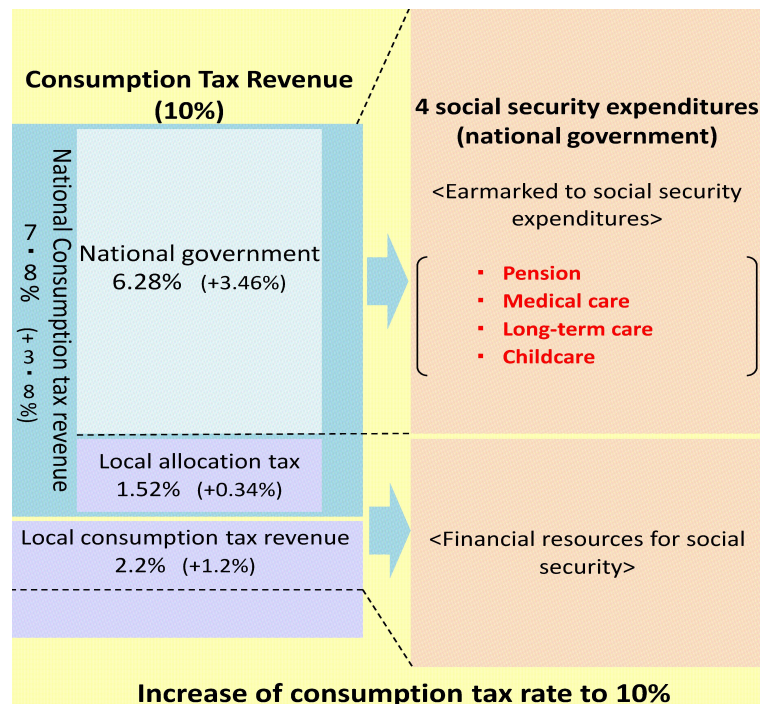 Consumption Tax Revenue
(10%)
National Consumption tax revenue
7・8% (+3・8%)
National government
6.28% (+3.46%)
Local allocation tax
1.52% (+0.34%)
Local consumption tax revenue
2.2% (+1.2%)
4 social security expenditures
(national government)
<Earmarked to social security
expenditures>
▪ Pension
▪ Medical care
▪ Long-term care
▪ Childcare
<Financial resources for social
security>
Increase of consumption tax rate to 10%